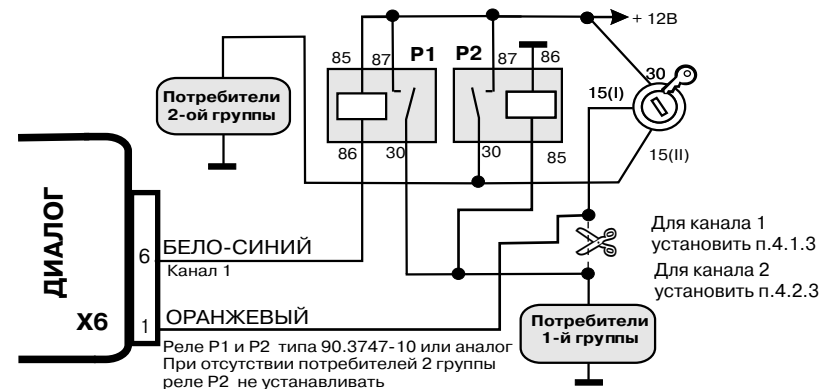 + 12В
85
87
P1
P2
87
86
30
Потребители
2-ой группы
15(I)
86
30
30
85
15(II)
ДИАЛОГ
6
БЕЛО-СИНИЙ
Канал 1
Для канала 1
установить п.4.1.3
Для канала 2
установить п.4.2.3
X6
1
ОРАНЖЕВЫЙ
Потребители
1-й группы
Реле P1 и P2 типа 90.3747-10 или аналог
При отсутствии потребителей 2 группы
реле P2 не устанавливать